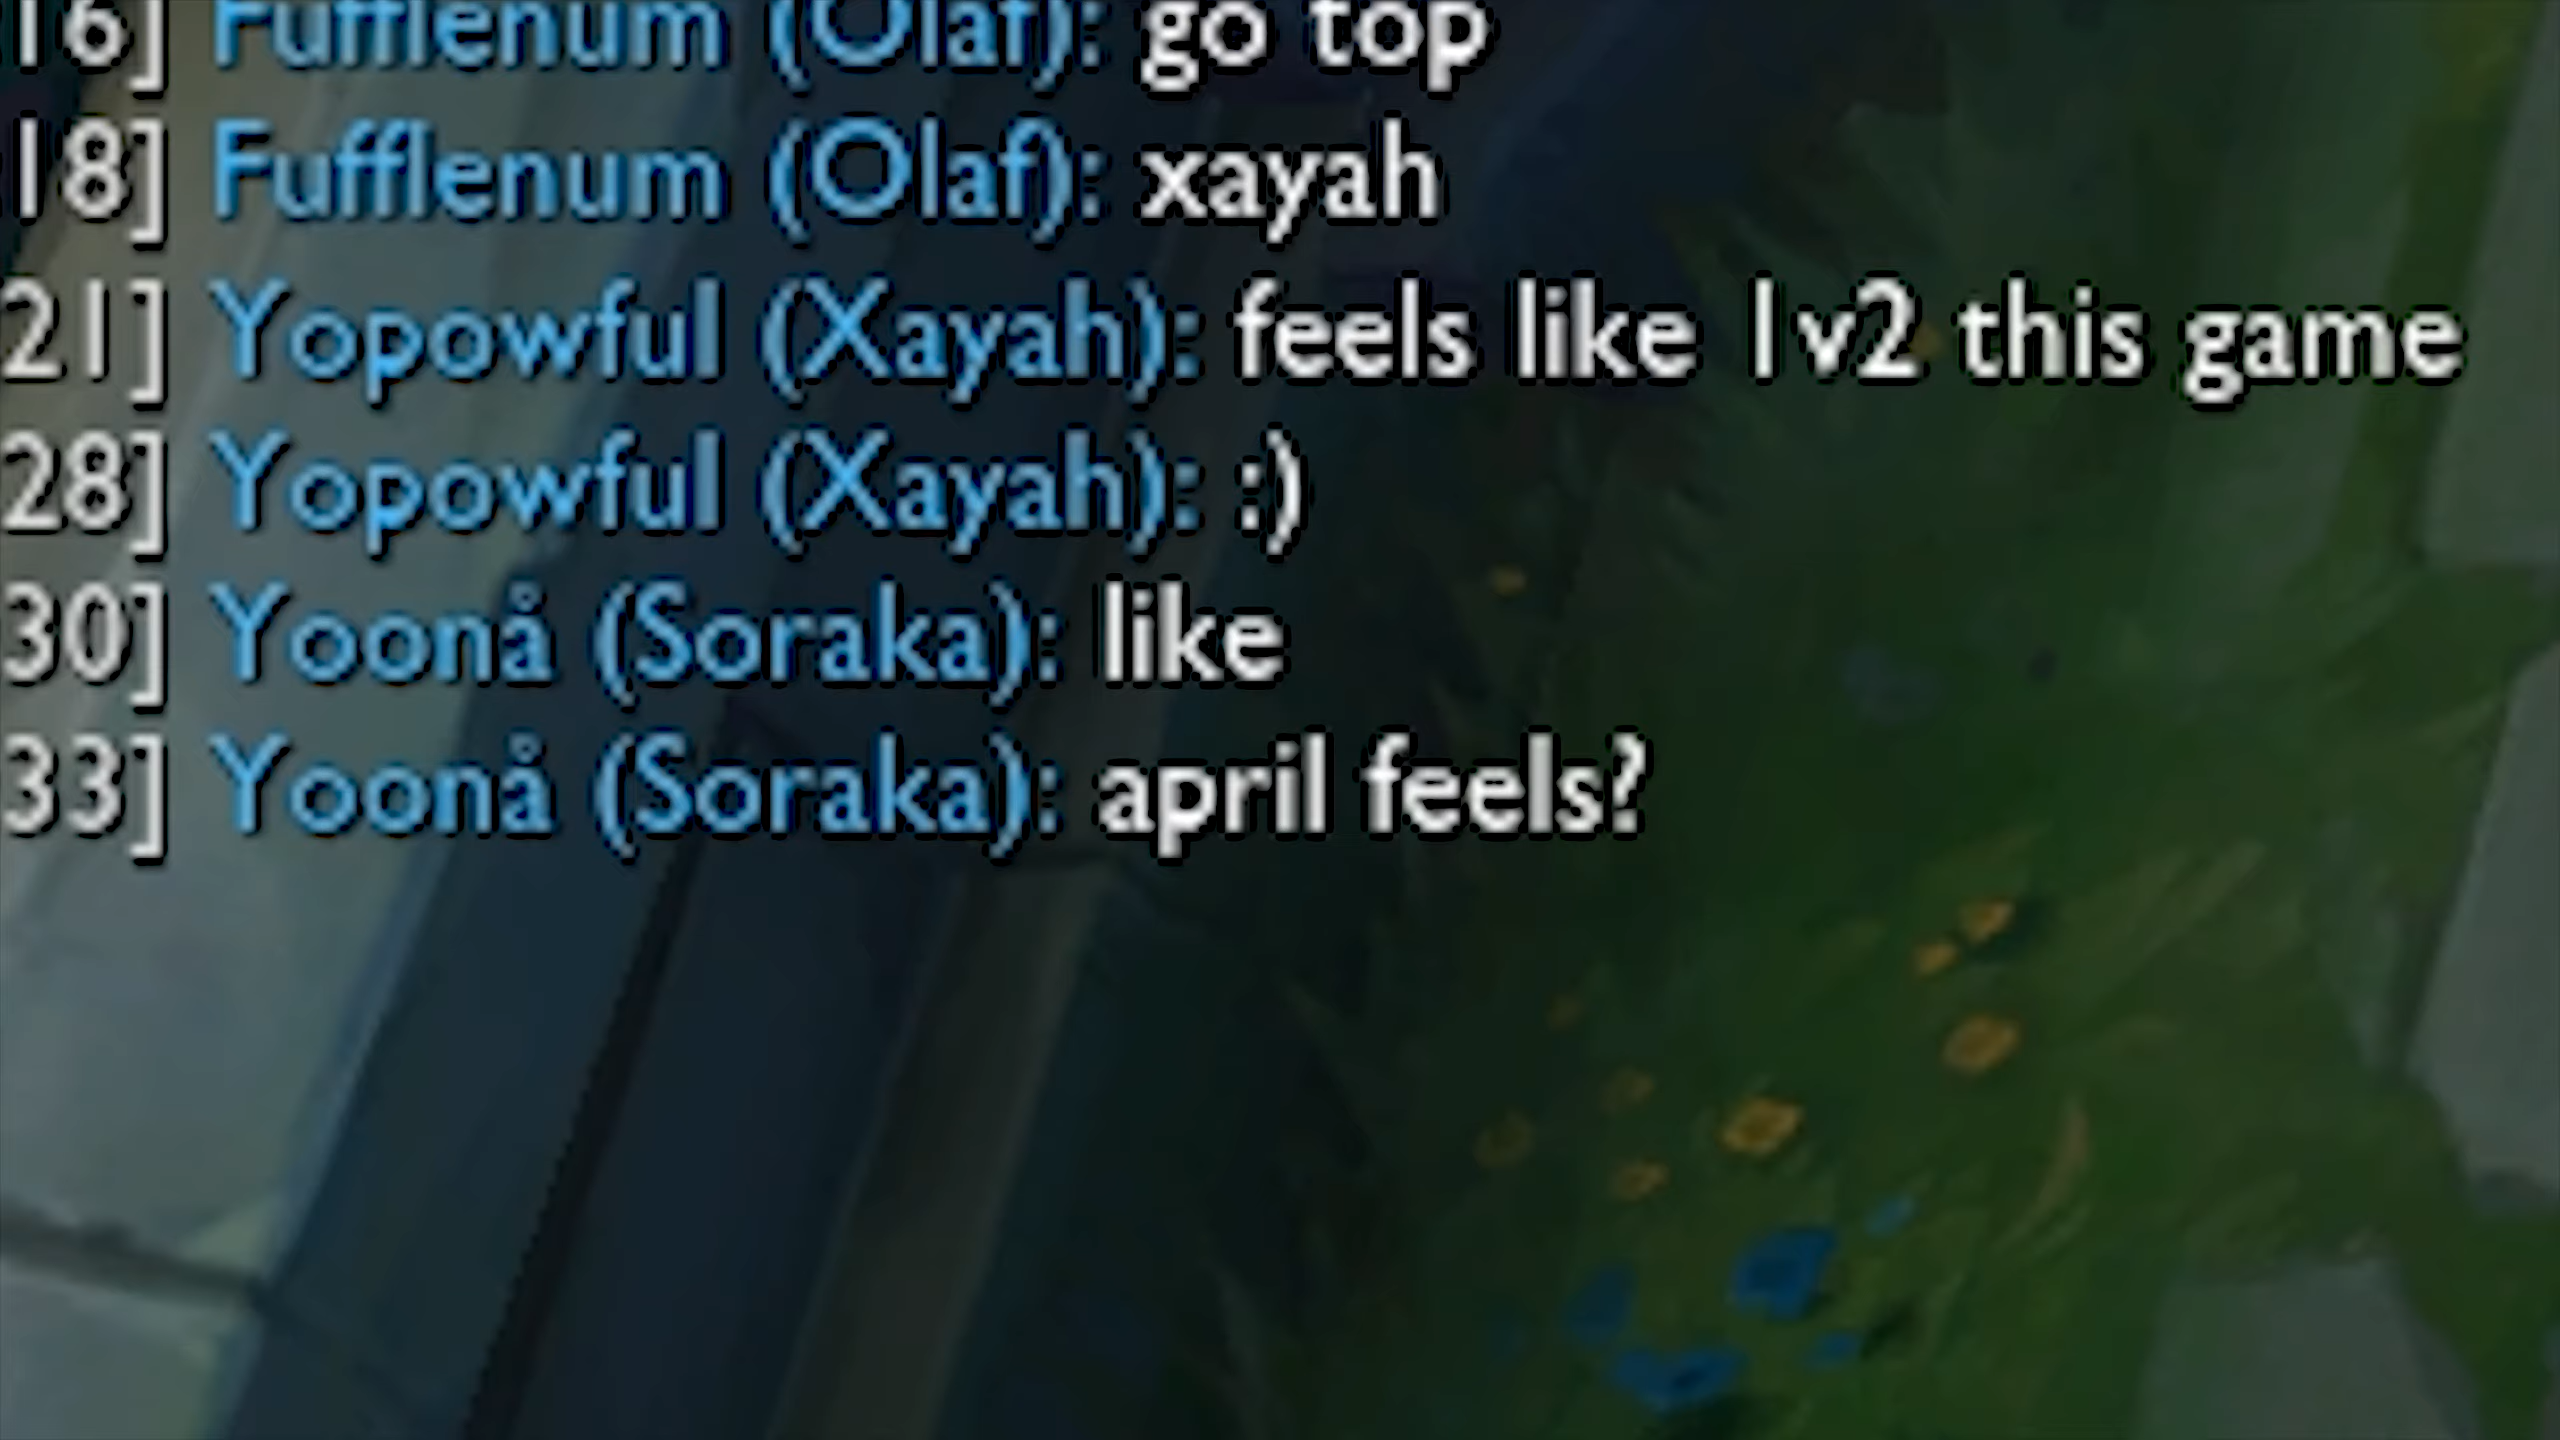 16] Fufflenum (Olaf): go top
18] Fufflenum (Olaf): xayah
21] Yopowful (Xayah): feels like 1v2 this game
28] Yopowful (Xayah): :)
30] Yoonå (Soraka): like
33] Yoonå (Soraka): april feels?